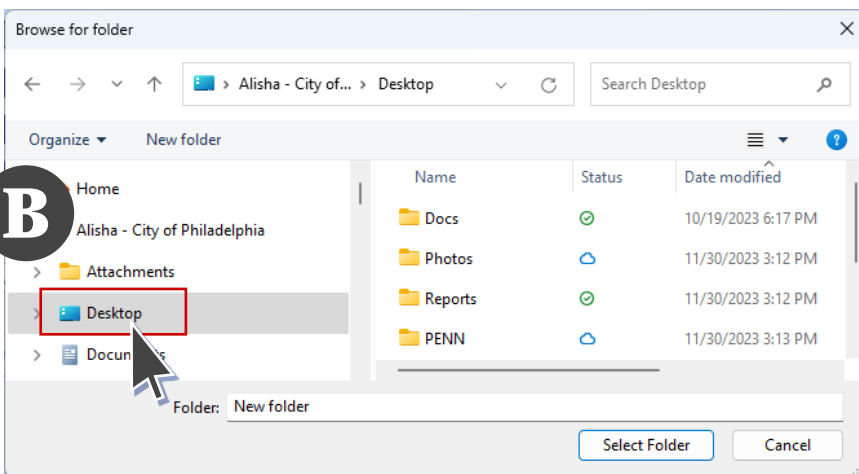 Browse for folder
Alisha - City of... Desktop
Search Desktop
Organize New folder
Name Status Date modified
B
Home
Alisha - City of Philadelphia
Attachments
Desktop
Docs 10/19/2023 6:17 PM
Photos 11/30/2023 3:12 PM
Reports 11/30/2023 3:12 PM
PENN 11/30/2023 3:13 PM
Folder: New folder
Select Folder Cancel